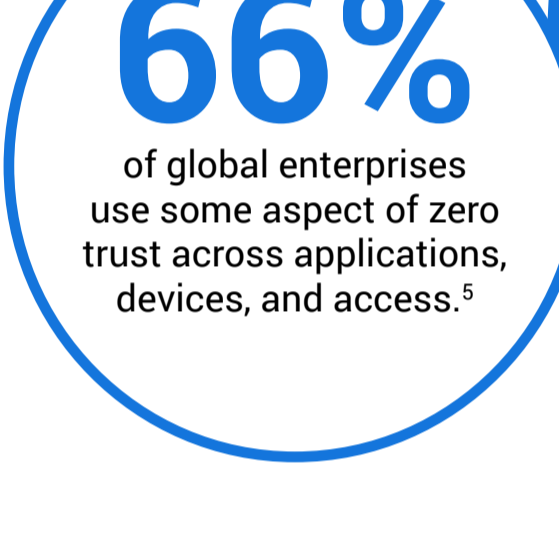 66%
of global enterprises
use some aspect of zero
trust across applications,
devices, and access.⁵